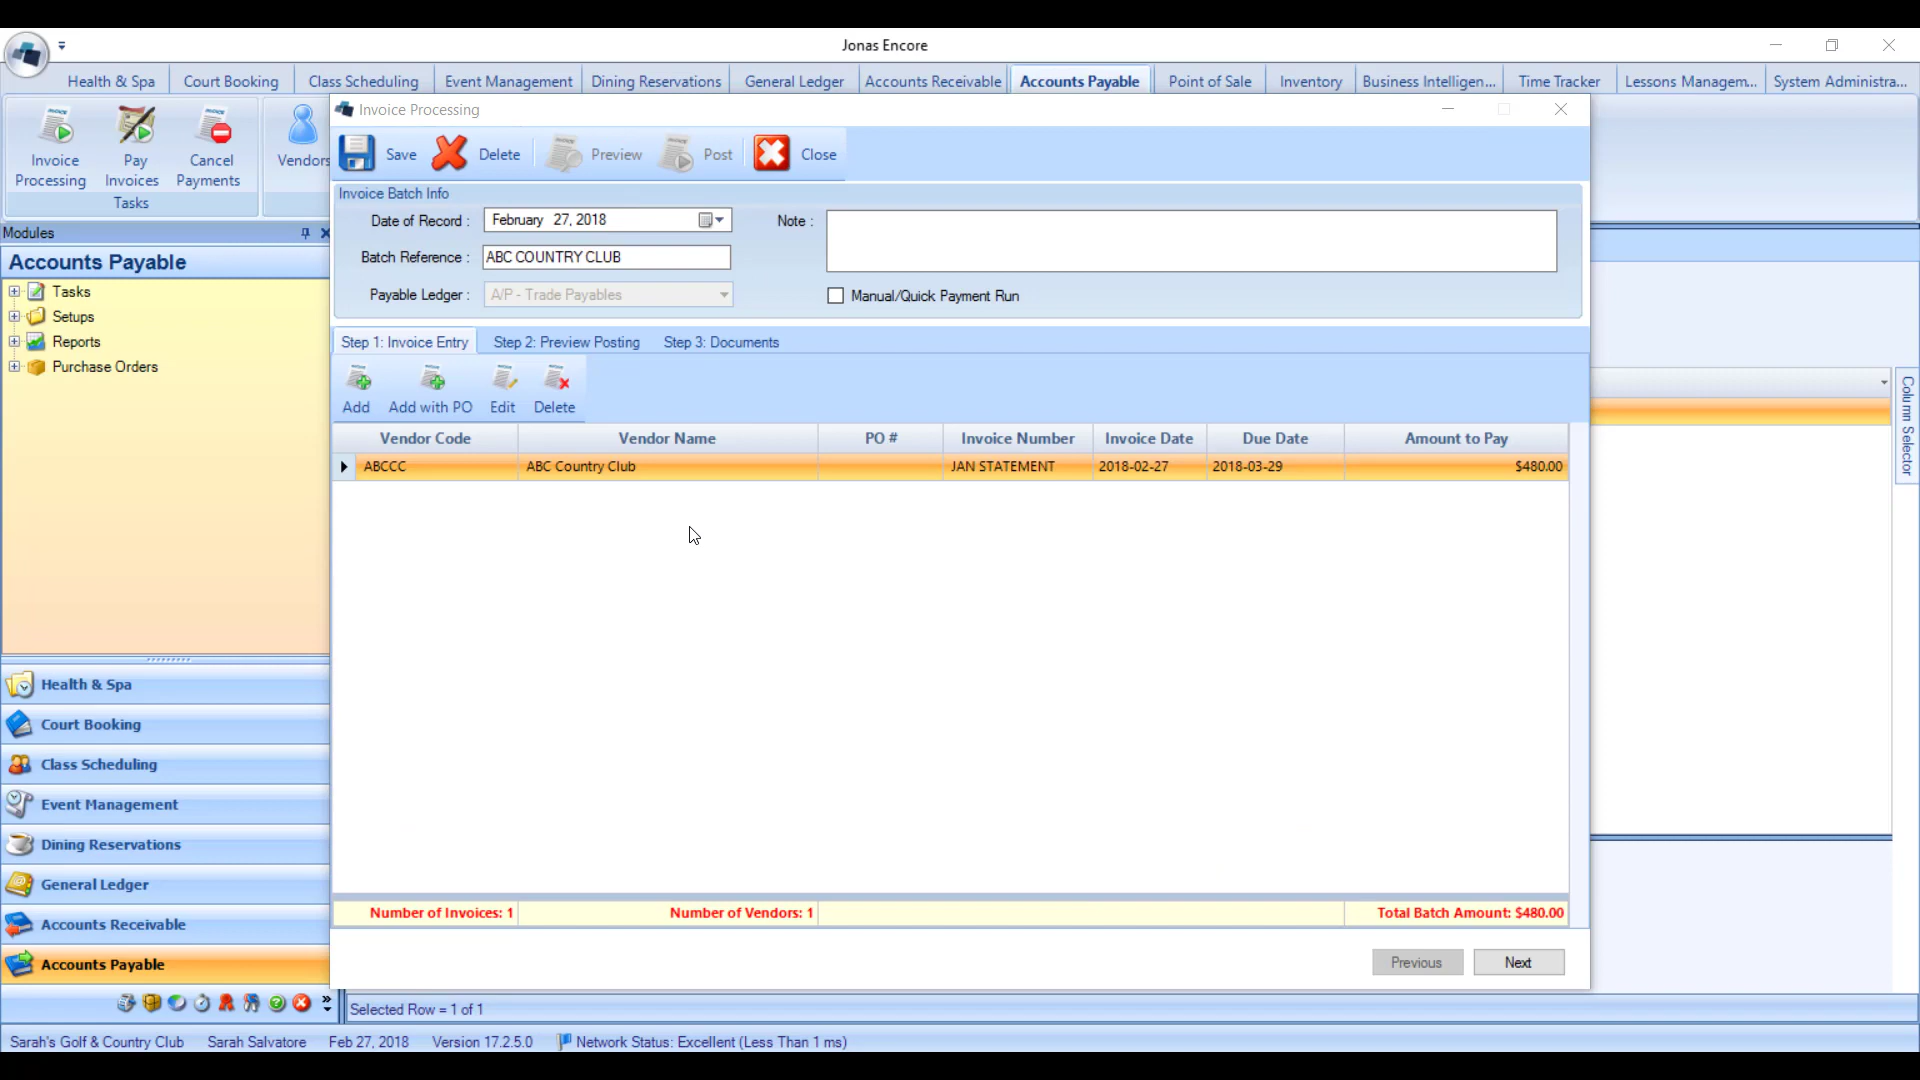 Jonas Encore
Health & Spa Court Booking Class Scheduling Event Management Dining Reservations General Ledger Accounts Receivable Accounts Payable Point of Sale Inventory Business Intelligen... Time Tracker Lessons Managem... System Administra...
Invoice Processing
Pay Invoices
Cancel Payments
Vendors
Tasks
Invoice Processing
Save Delete Preview Post Close
Invoice Batch Info
Date of Record : February 27, 2018 Note :
Batch Reference : ABC COUNTRY CLUB
Payable Ledger : A/P - Trade Payables Manual/Quick Payment Run
Step 1: Invoice Entry Step 2: Preview Posting Step 3: Documents
Add Add with PO Edit Delete
Vendor Code Vendor Name PO # Invoice Number Invoice Date Due Date Amount to Pay
ABCCC ABC Country Club JAN STATEMENT 2018-02-27 2018-03-29 $480.00
Number of Invoices: 1 Number of Vendors: 1 Total Batch Amount: $480.00
Previous Next
Column Selector
Modules
Accounts Payable
Tasks
Setups
Reports
Purchase Orders
Health & Spa
Court Booking
Class Scheduling
Event Management
Dining Reservations
General Ledger
Accounts Receivable
Accounts Payable
Selected Row = 1 of 1
Sarah's Golf & Country Club Sarah Salvatore Feb 27, 2018 Version 17.2.5.0 Network Status: Excellent (Less Than 1 ms)